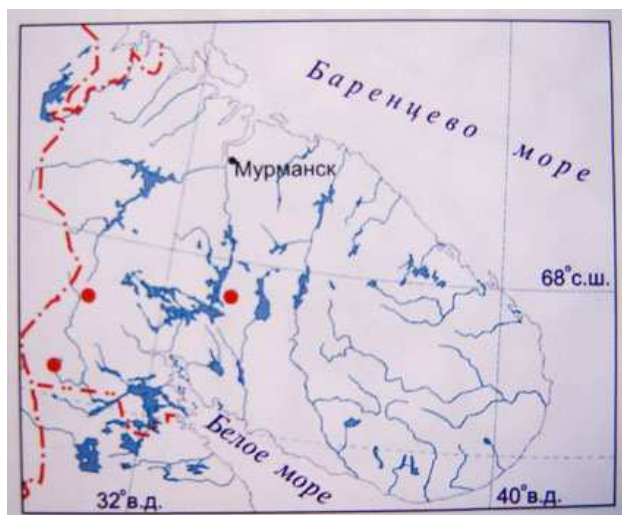 Баренцево море
Мурманск
68°с.ш.
Белое море
32°в.д.
40°в.д.